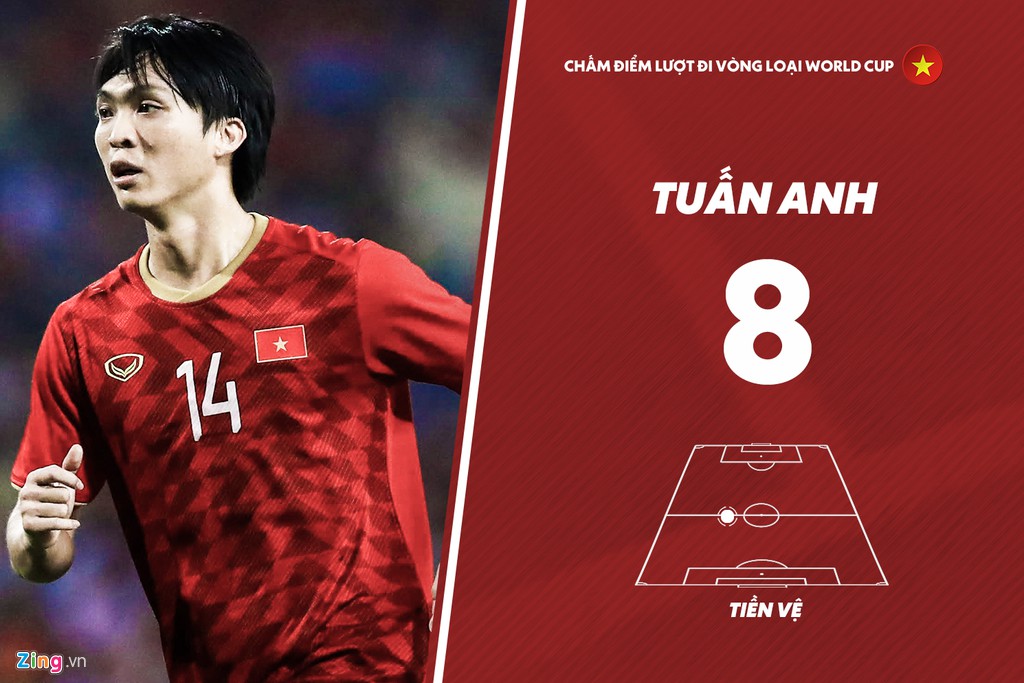 CHẤM ĐIỂM LƯỢT ĐI VÒNG LOẠI WORLD CUP
TUẤN ANH
8
14
TIỀN VỆ
Zing.vn